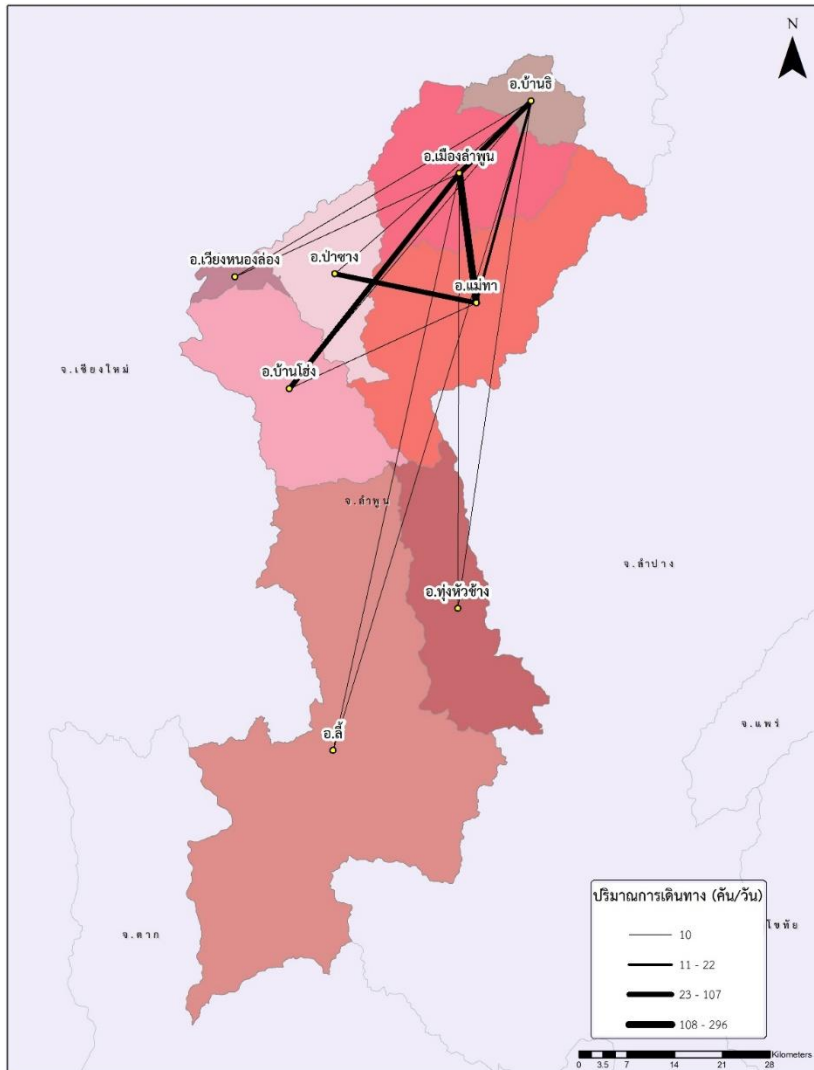 N
อ.บ้านธิ
อ.เมืองลำพูน
อ.เวียงหนองล่อง
อ.ป่าซาง
อ.แม่ทา
จ.เชียงใหม่
อ.บ้านโฮ่ง
จ.ลำพูน
จ.ลำปาง
อ.ทุ่งหัวช้าง
จ.แพร่
อ.ลี้
จ.ตาก
ปริมาณการเดินทาง (คัน/วัน)
10
11 - 22
23 - 107
108 - 296
โขทัย
Kilometers
0 3.5 7 14 21 28